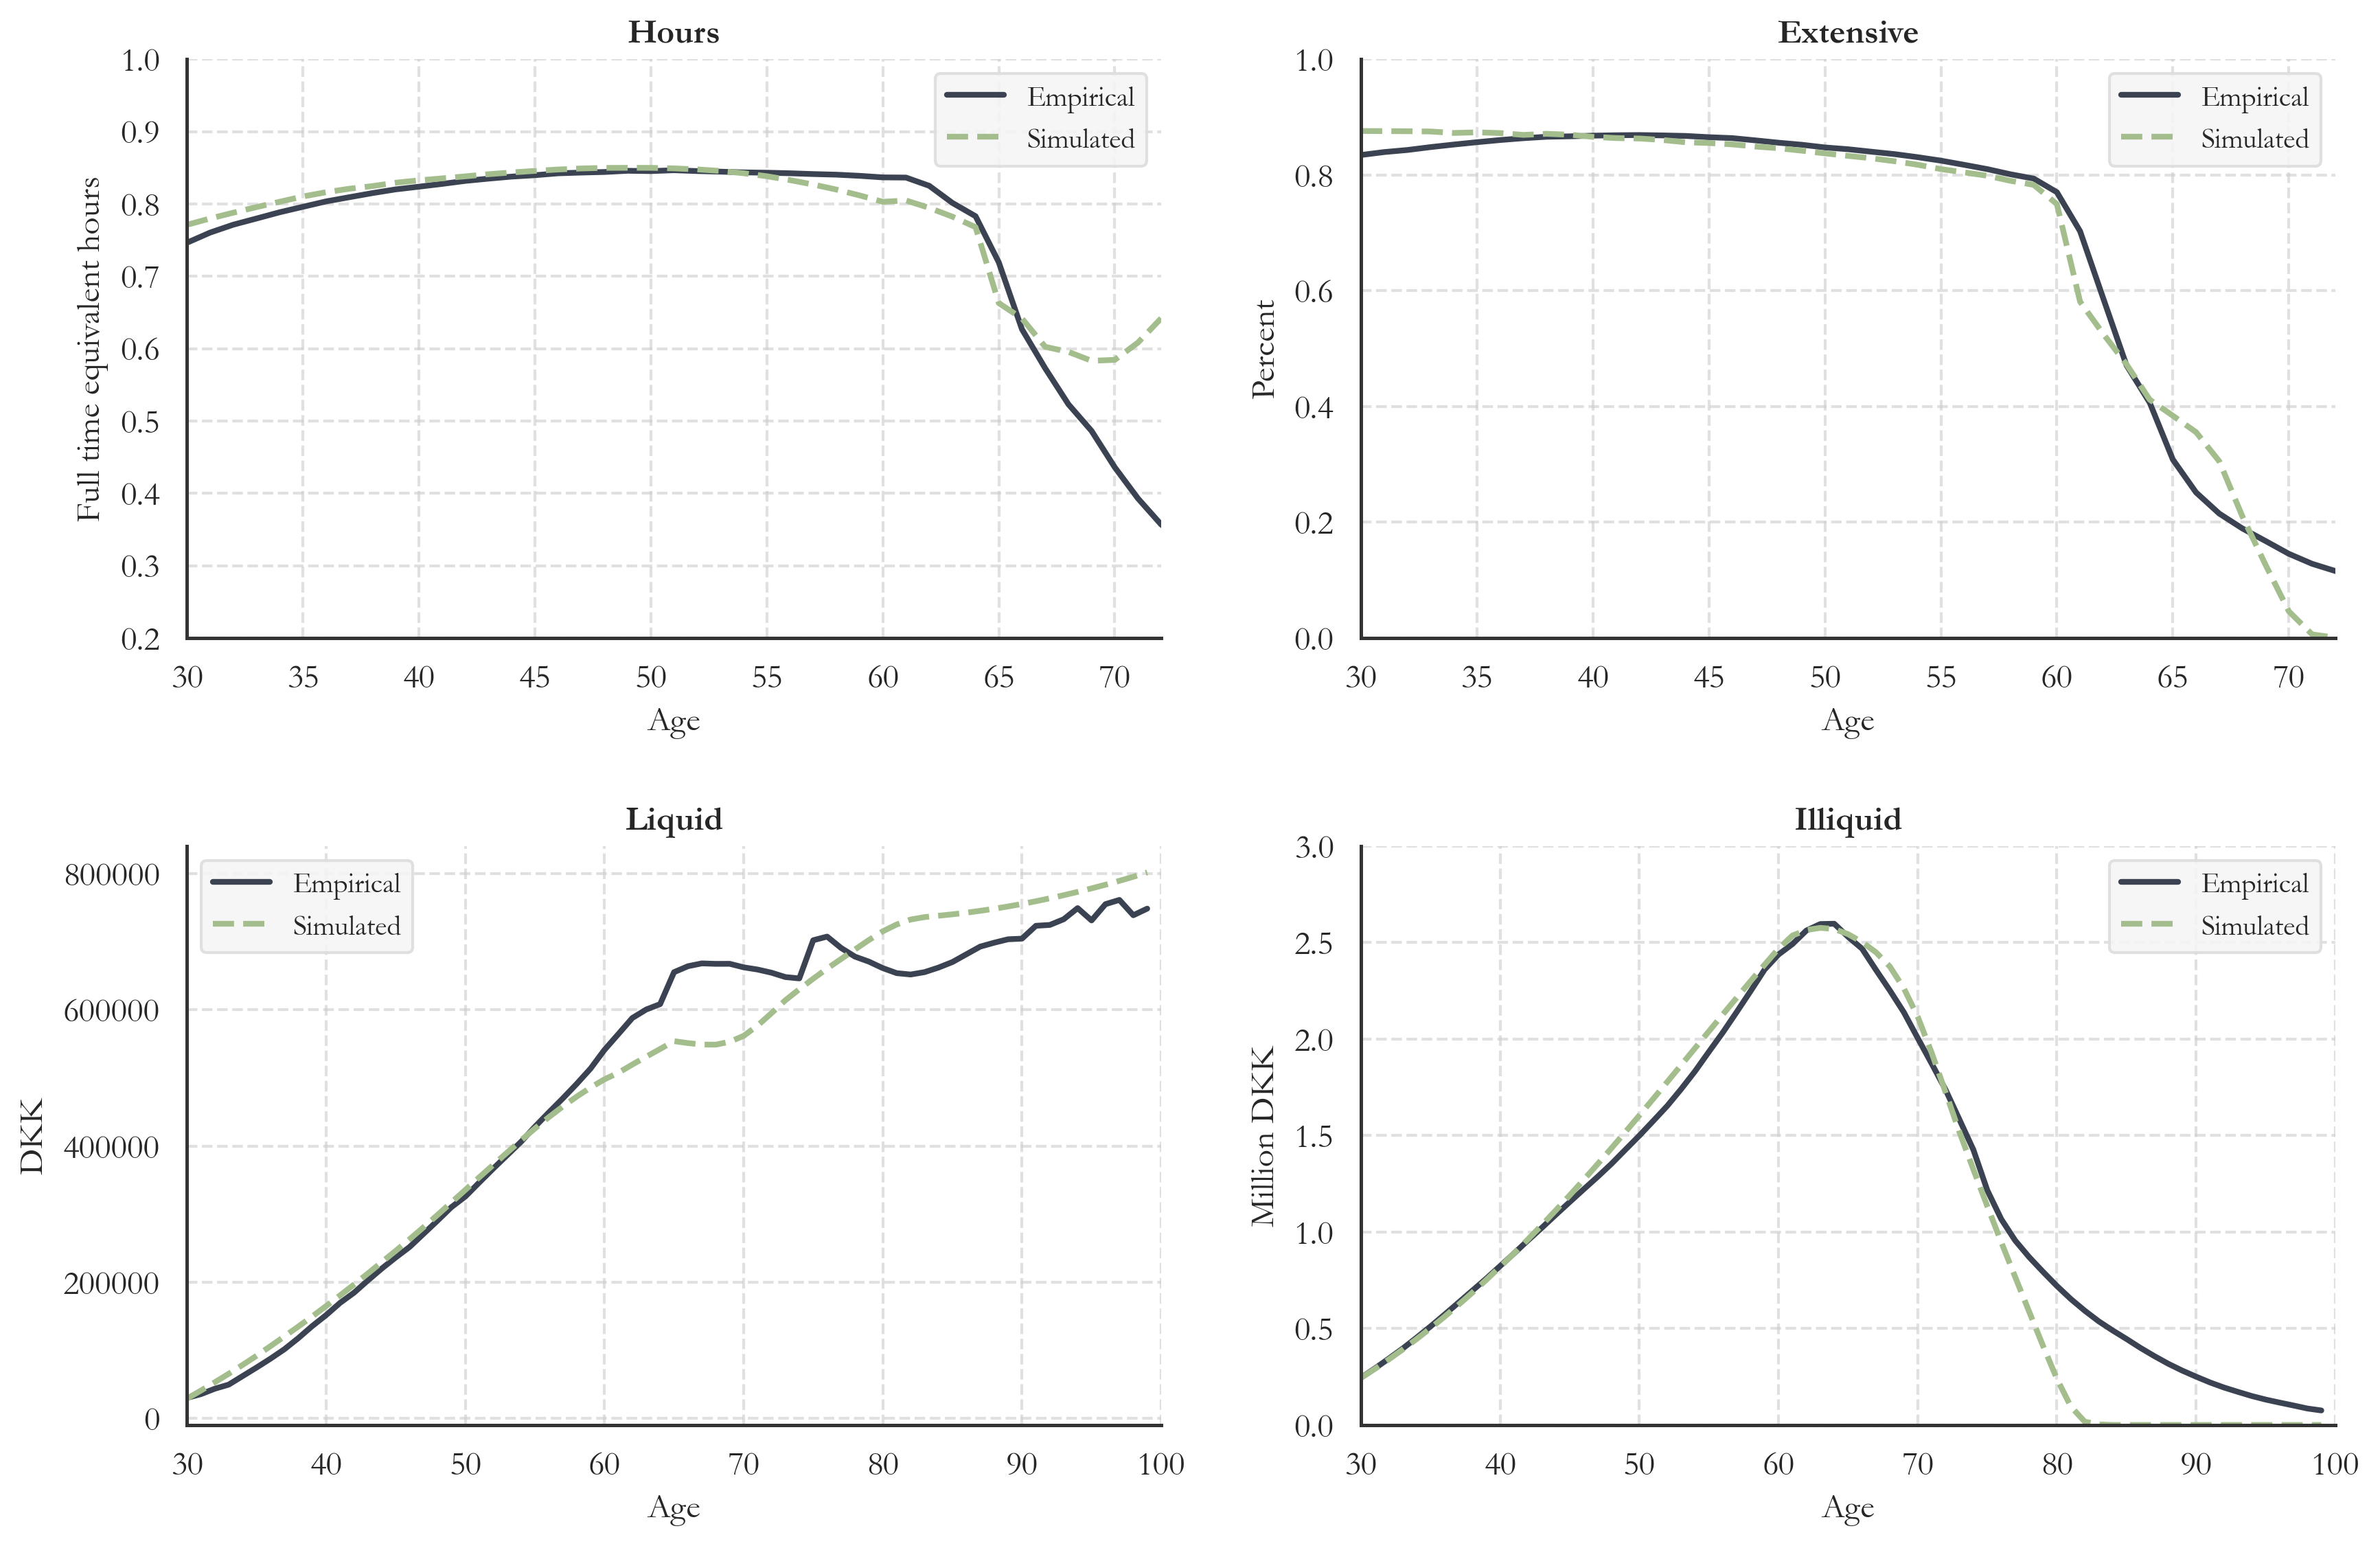 Hours
1.0
0.9
0.8
0.7
0.6
0.5
0.4
0.3
0.2
Full time equivalent hours
Empirical
Simulated
30 35 40 45 50 55 60 65 70
Age
Extensive
1.0
0.8
0.6
0.4
0.2
0.0
Percent
Empirical
Simulated
30 35 40 45 50 55 60 65 70
Age
Liquid
800000
600000
400000
200000
0
DKK
Empirical
Simulated
30 40 50 60 70 80 90 100
Age
Illiquid
3.0
2.5
2.0
1.5
1.0
0.5
0.0
Million DKK
Empirical
Simulated
30 40 50 60 70 80 90 100
Age